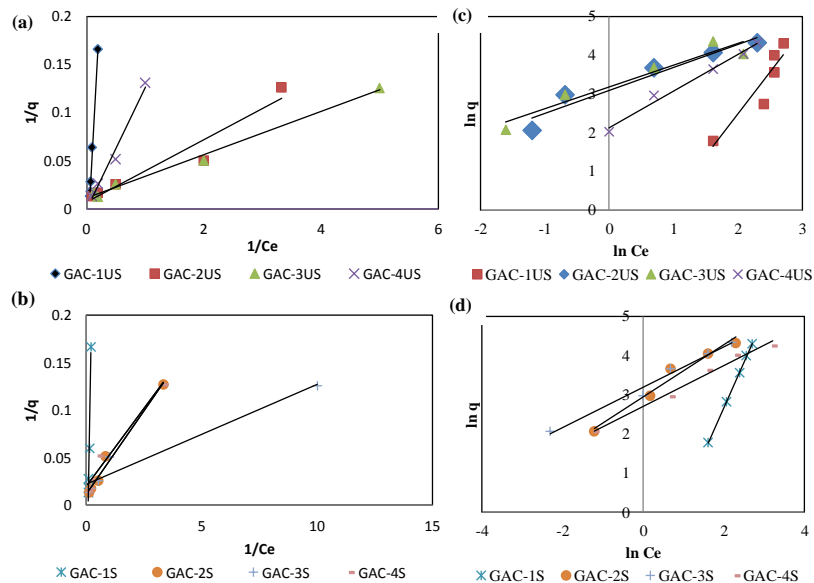 (a)
0.2
0.15
0.1
0.05
0
1/q
0 2 4 6
1/Ce
GAC-1US GAC-2US GAC-3US GAC-4US
(c)
5
4
3
2
1
0
ln q
-2 -1 0 1 2 3
ln Ce
GAC-1US GAC-2US GAC-3US GAC-4US
(b)
0.2
0.15
0.1
0.05
0
1/q
0 5 10 15
1/Ce
GAC-1S GAC-2S GAC-3S GAC-4S
(d)
5
4
3
2
1
0
ln q
-4 -2 0 2 4
ln Ce
GAC-1S GAC-2S GAC-3S GAC-4S